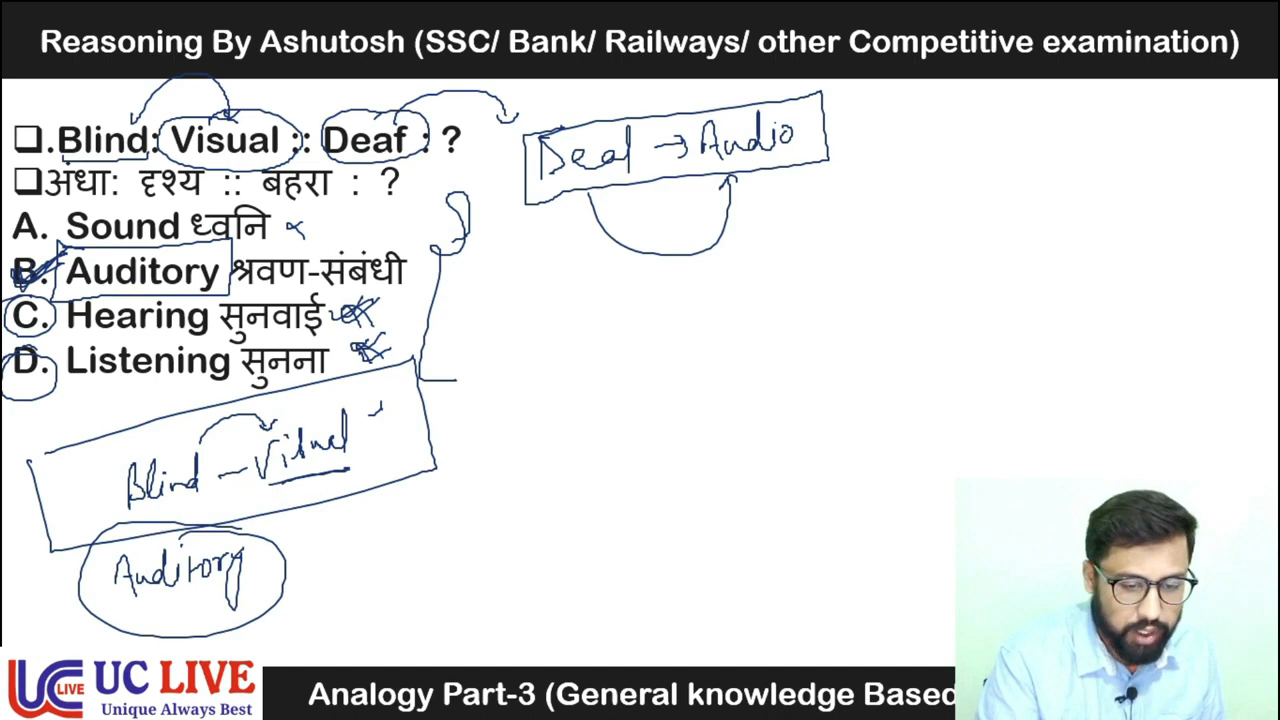 Reasoning By Ashutosh (SSC/ Bank/ Railways/ other Competitive examination)
❑.Blind: Visual :: Deaf : ?
Deaf → Audio
❑अंधा: दृश्य :: बहरा : ?
A. Sound ध्वनि
B. Auditory श्रवण-संबंधी
C. Hearing सुनवाई
D. Listening सुनना
Blind - Visual
Auditory
UC LIVE
LIVE
Unique Always Best
Analogy Part-3 (General knowledge Based